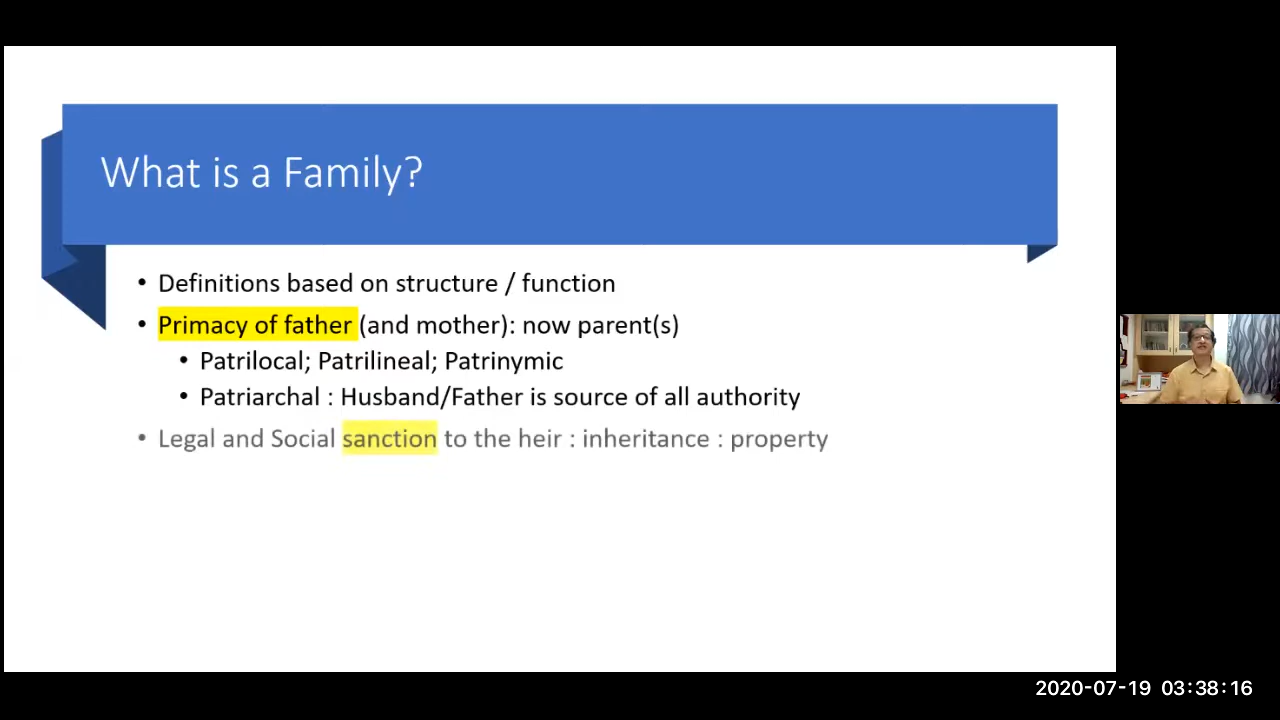 What is a Family?
• Definitions based on structure / function
• Primacy of father (and mother): now parent(s)
• Patrilocal; Patrilineal; Patrinymic
• Patriarchal : Husband/Father is source of all authority
• Legal and Social sanction to the heir : inheritance : property
2020-07-19 03:38:16